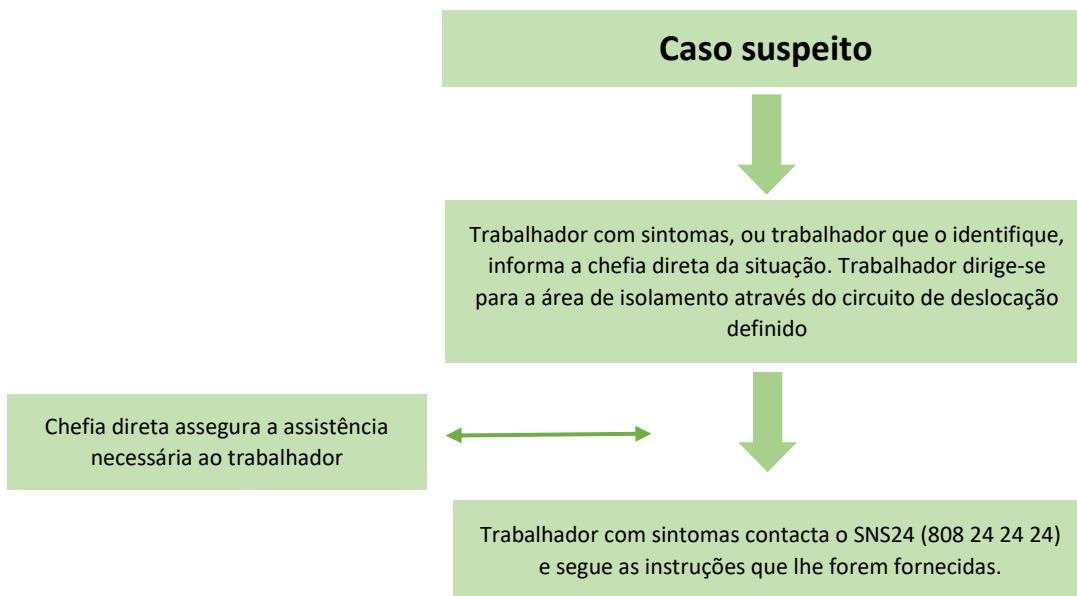 Caso suspeito
Trabalhador com sintomas, ou trabalhador que o identifique,
informa a chefia direta da situação. Trabalhador dirige-se
para a área de isolamento através do circuito de deslocação
definido
Chefia direta assegura a assistência
necessária ao trabalhador
Trabalhador com sintomas contacta o SNS24 (808 24 24 24)
e segue as instruções que lhe forem fornecidas.